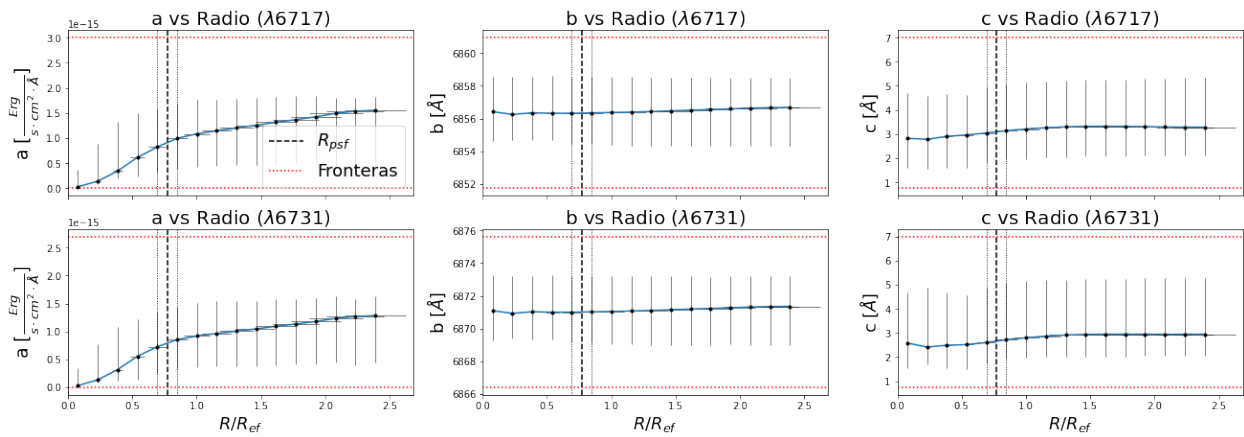 a vs Radio (λ6717)
1e−15
3.0
2.5
2.0
1.5
1.0
0.5
0.0
a [Erg / s · cm² · Å]
R_psf
Fronteras
b vs Radio (λ6717)
6860
6858
6856
6854
6852
b [Å]
c vs Radio (λ6717)
7
6
5
4
3
2
1
c [Å]
a vs Radio (λ6731)
1e−15
2.5
2.0
1.5
1.0
0.5
0.0
a [Erg / s · cm² · Å]
0.0 0.5 1.0 1.5 2.0 2.5
R/R_ef
b vs Radio (λ6731)
6876
6874
6872
6870
6868
6866
b [Å]
0.0 0.5 1.0 1.5 2.0 2.5
R/R_ef
c vs Radio (λ6731)
7
6
5
4
3
2
1
c [Å]
0.0 0.5 1.0 1.5 2.0 2.5
R/R_ef